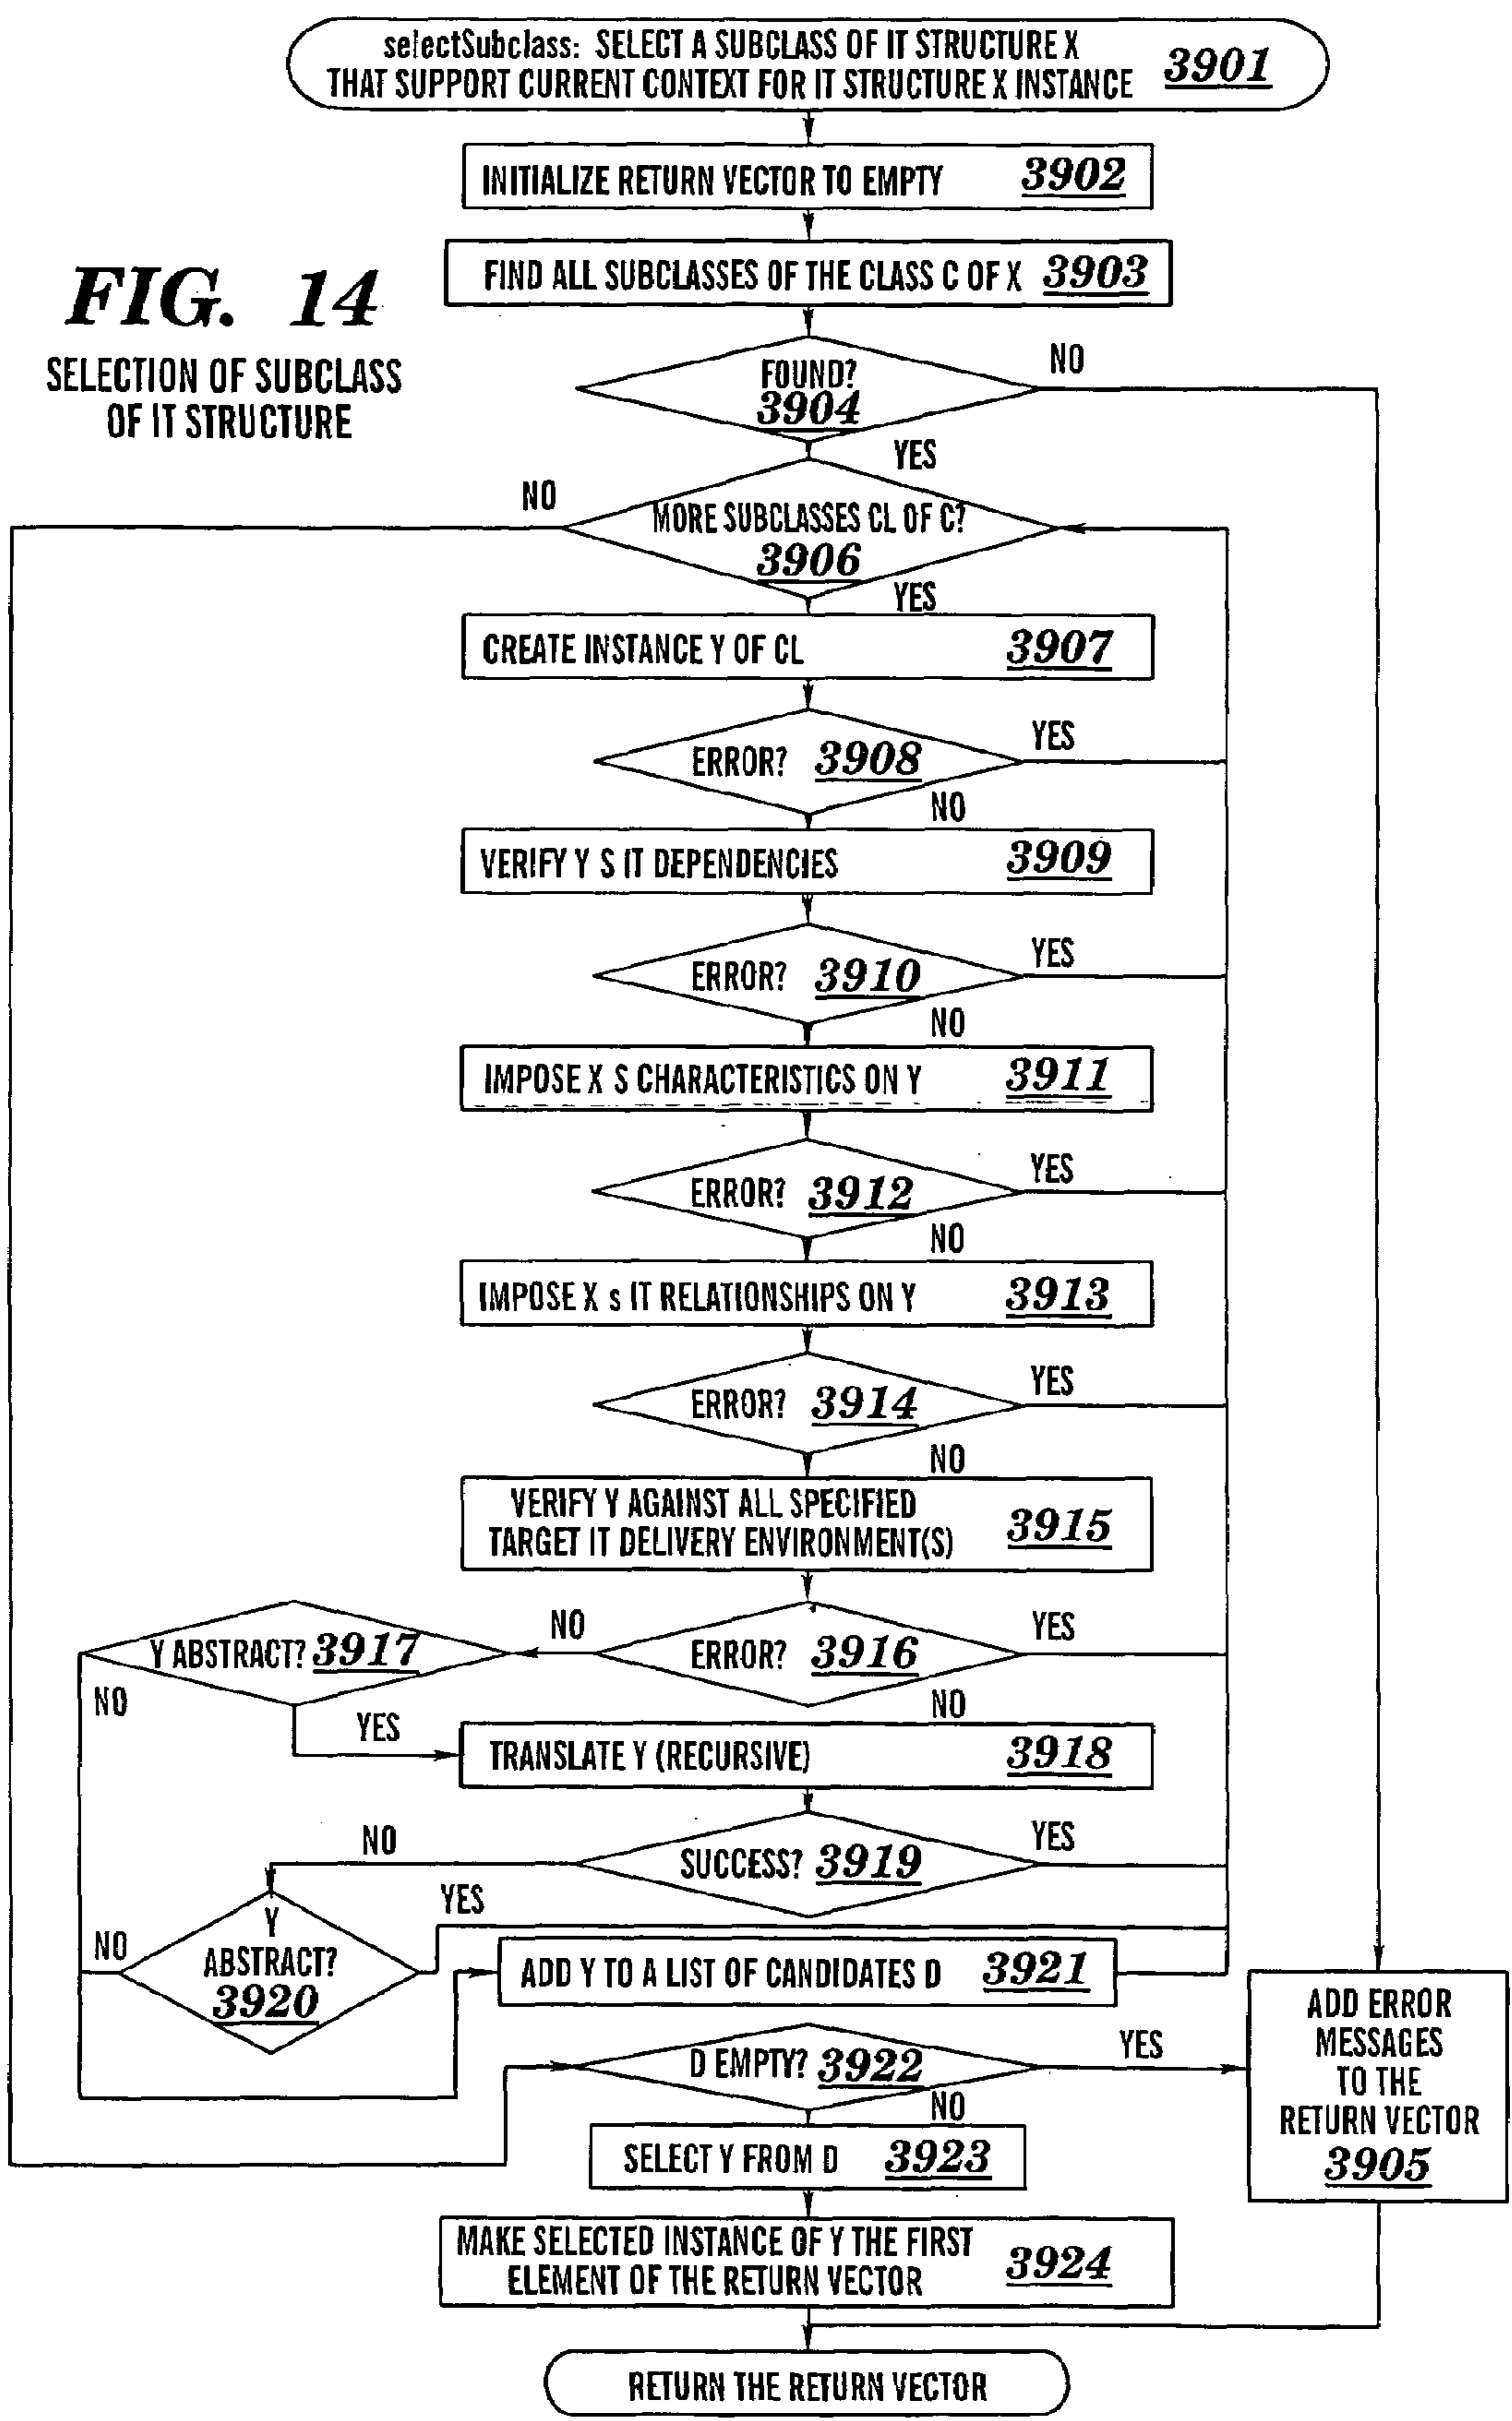 selectSubclass: SELECT A SUBCLASS OF IT STRUCTURE X
THAT SUPPORT CURRENT CONTEXT FOR IT STRUCTURE X INSTANCE
3901
INITIALIZE RETURN VECTOR TO EMPTY 3902
FIND ALL SUBCLASSES OF THE CLASS C OF X 3903
FIG. 14
SELECTION OF SUBCLASS
OF IT STRUCTURE
FOUND?
3904
NO
YES
MORE SUBCLASSES CL OF C?
3906
NO
YES
CREATE INSTANCE Y OF CL 3907
ERROR? 3908
YES
NO
VERIFY Y S IT DEPENDENCIES 3909
ERROR? 3910
YES
NO
IMPOSE X S CHARACTERISTICS ON Y 3911
ERROR? 3912
YES
NO
IMPOSE X s IT RELATIONSHIPS ON Y 3913
ERROR? 3914
YES
NO
VERIFY Y AGAINST ALL SPECIFIED
TARGET IT DELIVERY ENVIRONMENT(S)
3915
Y ABSTRACT? 3917
NO
ERROR? 3916
YES
NO
NO
YES
TRANSLATE Y (RECURSIVE) 3918
NO
SUCCESS? 3919
YES
Y
ABSTRACT?
3920
YES
NO
ADD Y TO A LIST OF CANDIDATES D 3921
D EMPTY? 3922
YES
NO
ADD ERROR
MESSAGES
TO THE
RETURN VECTOR
3905
SELECT Y FROM D 3923
MAKE SELECTED INSTANCE OF Y THE FIRST
ELEMENT OF THE RETURN VECTOR
3924
RETURN THE RETURN VECTOR